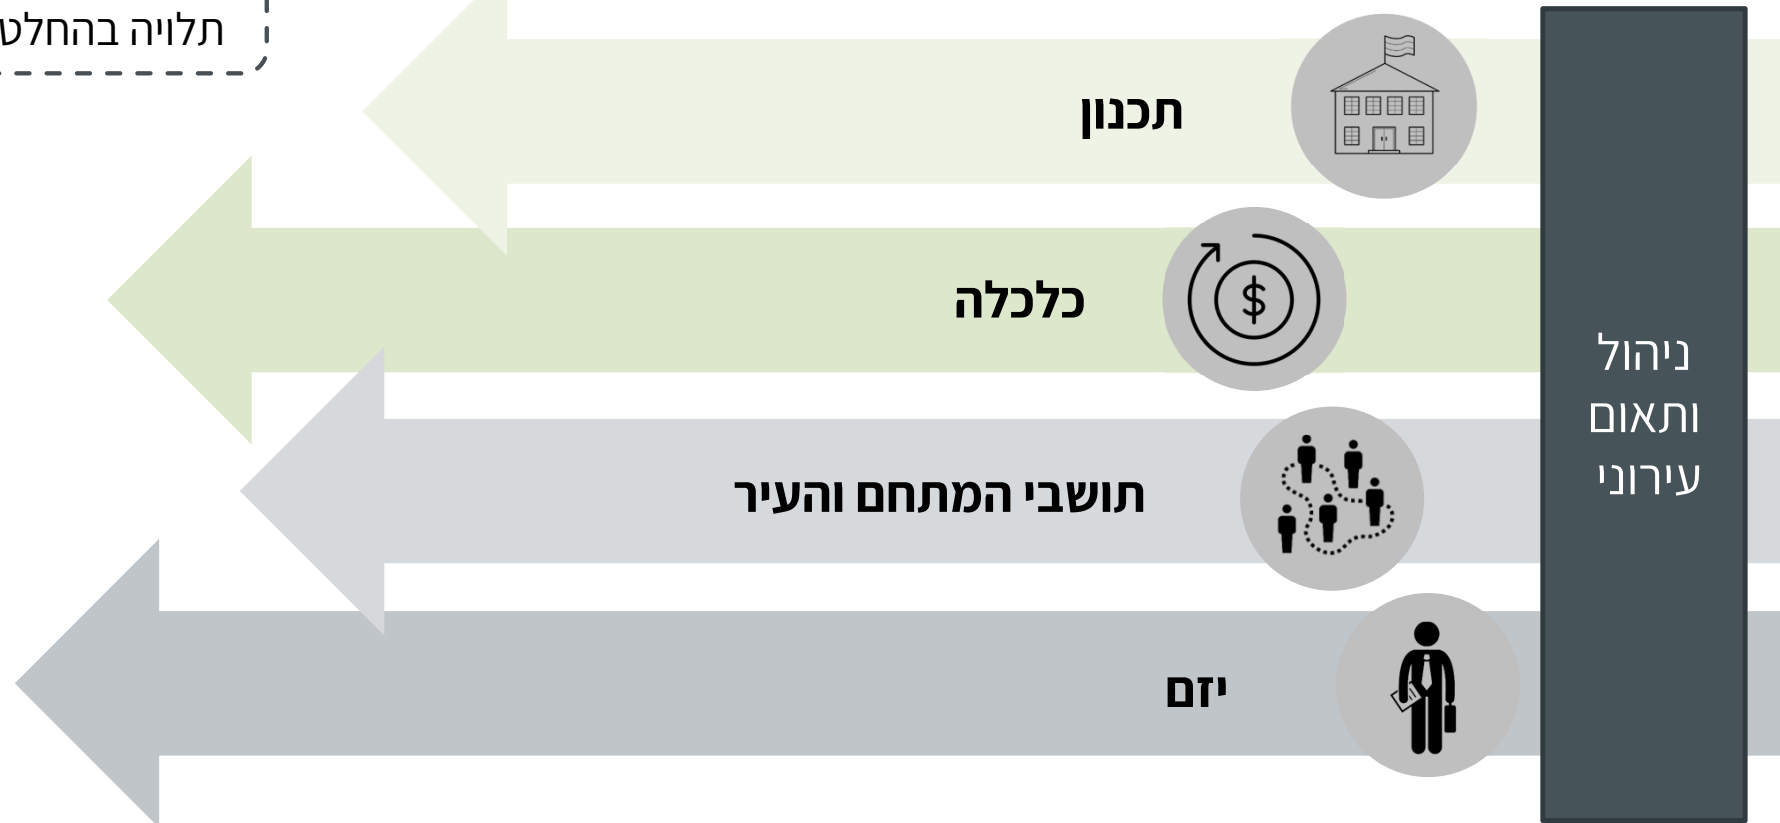 תלויה בהחלט
תכנון
כלכלה
תושבי המתחם והעיר
יזם
ניהול
ותאום
עירוני